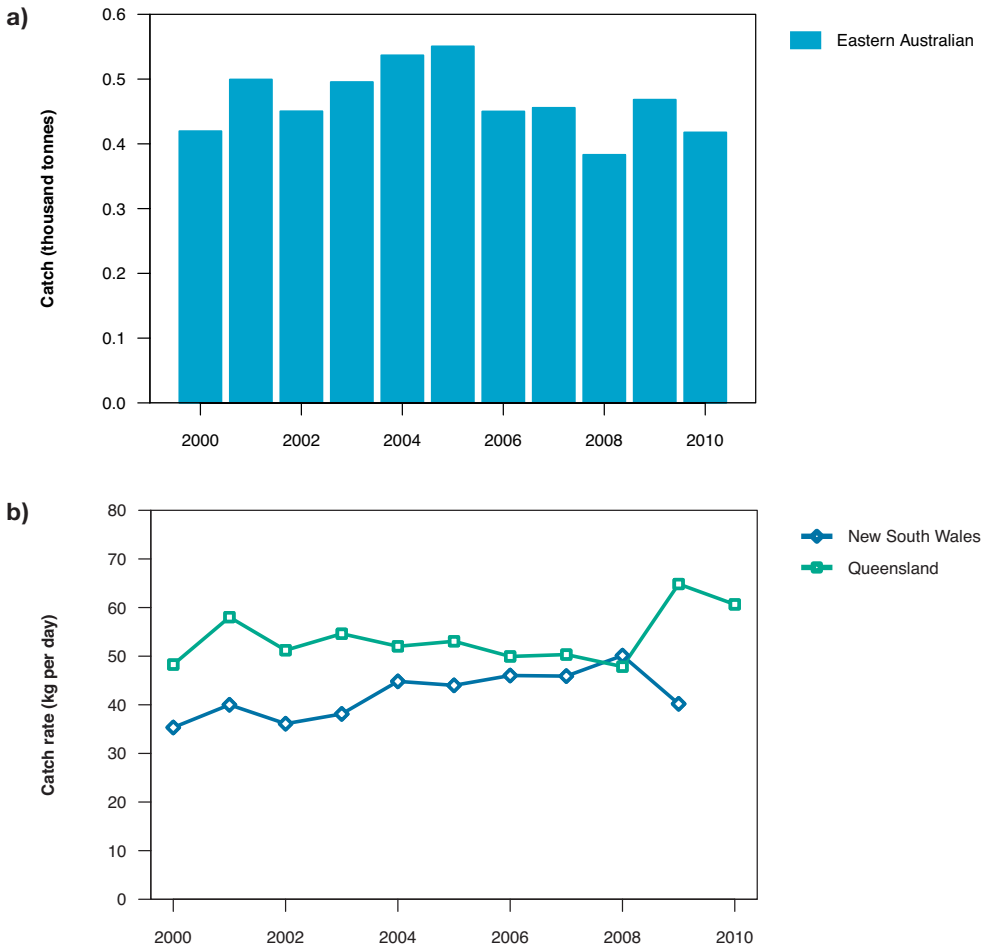 a)
Catch (thousand tonnes)
0.6
0.5
0.4
0.3
0.2
0.1
0.0
2000 2002 2004 2006 2008 2010
Eastern Australian
b)
Catch rate (kg per day)
80
70
60
50
40
30
20
10
0
2000 2002 2004 2006 2008 2010
New South Wales
Queensland